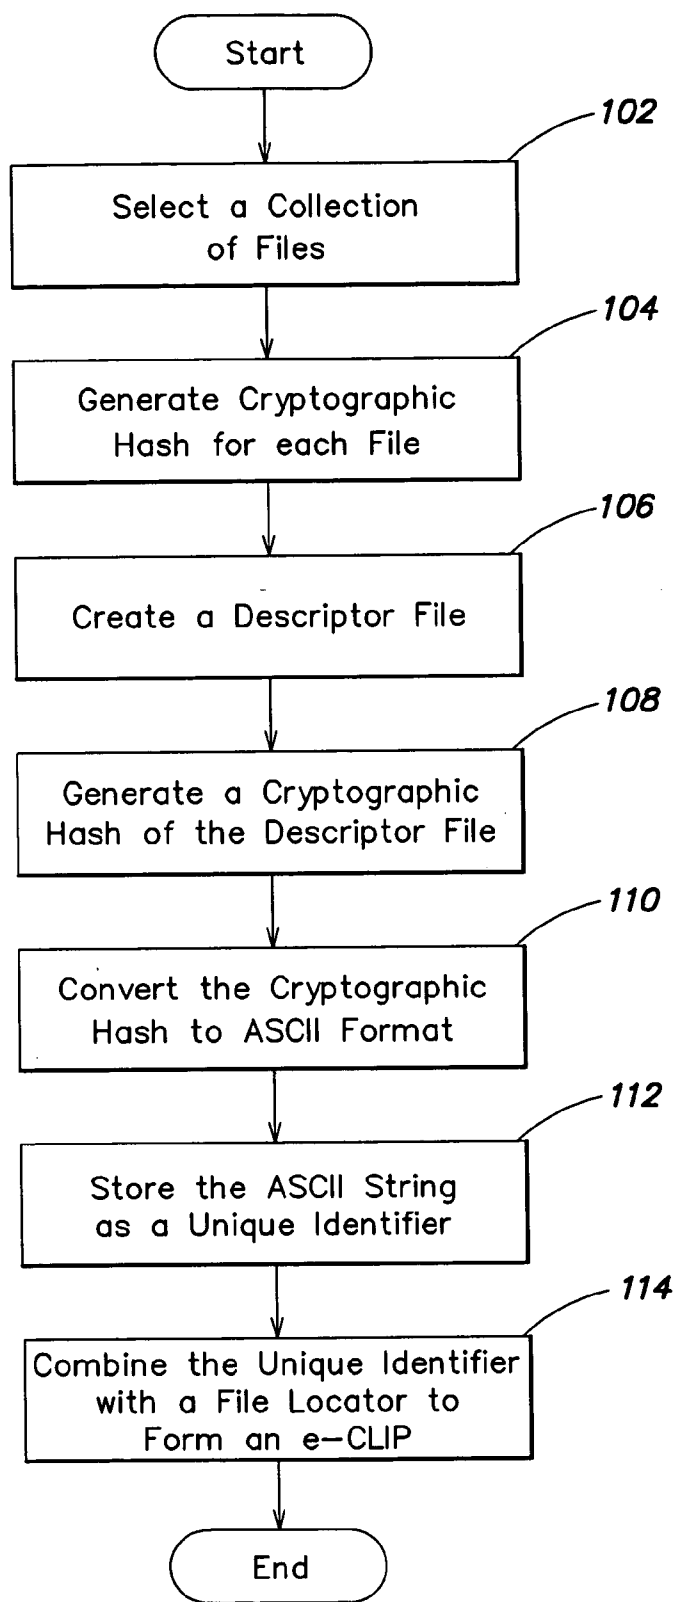 Start
102
Select a Collection
of Files
104
Generate Cryptographic
Hash for each File
106
Create a Descriptor File
108
Generate a Cryptographic
Hash of the Descriptor File
110
Convert the Cryptographic
Hash to ASCII Format
112
Store the ASCII String
as a Unique Identifier
114
Combine the Unique Identifier
with a File Locator to
Form an e-CLIP
End